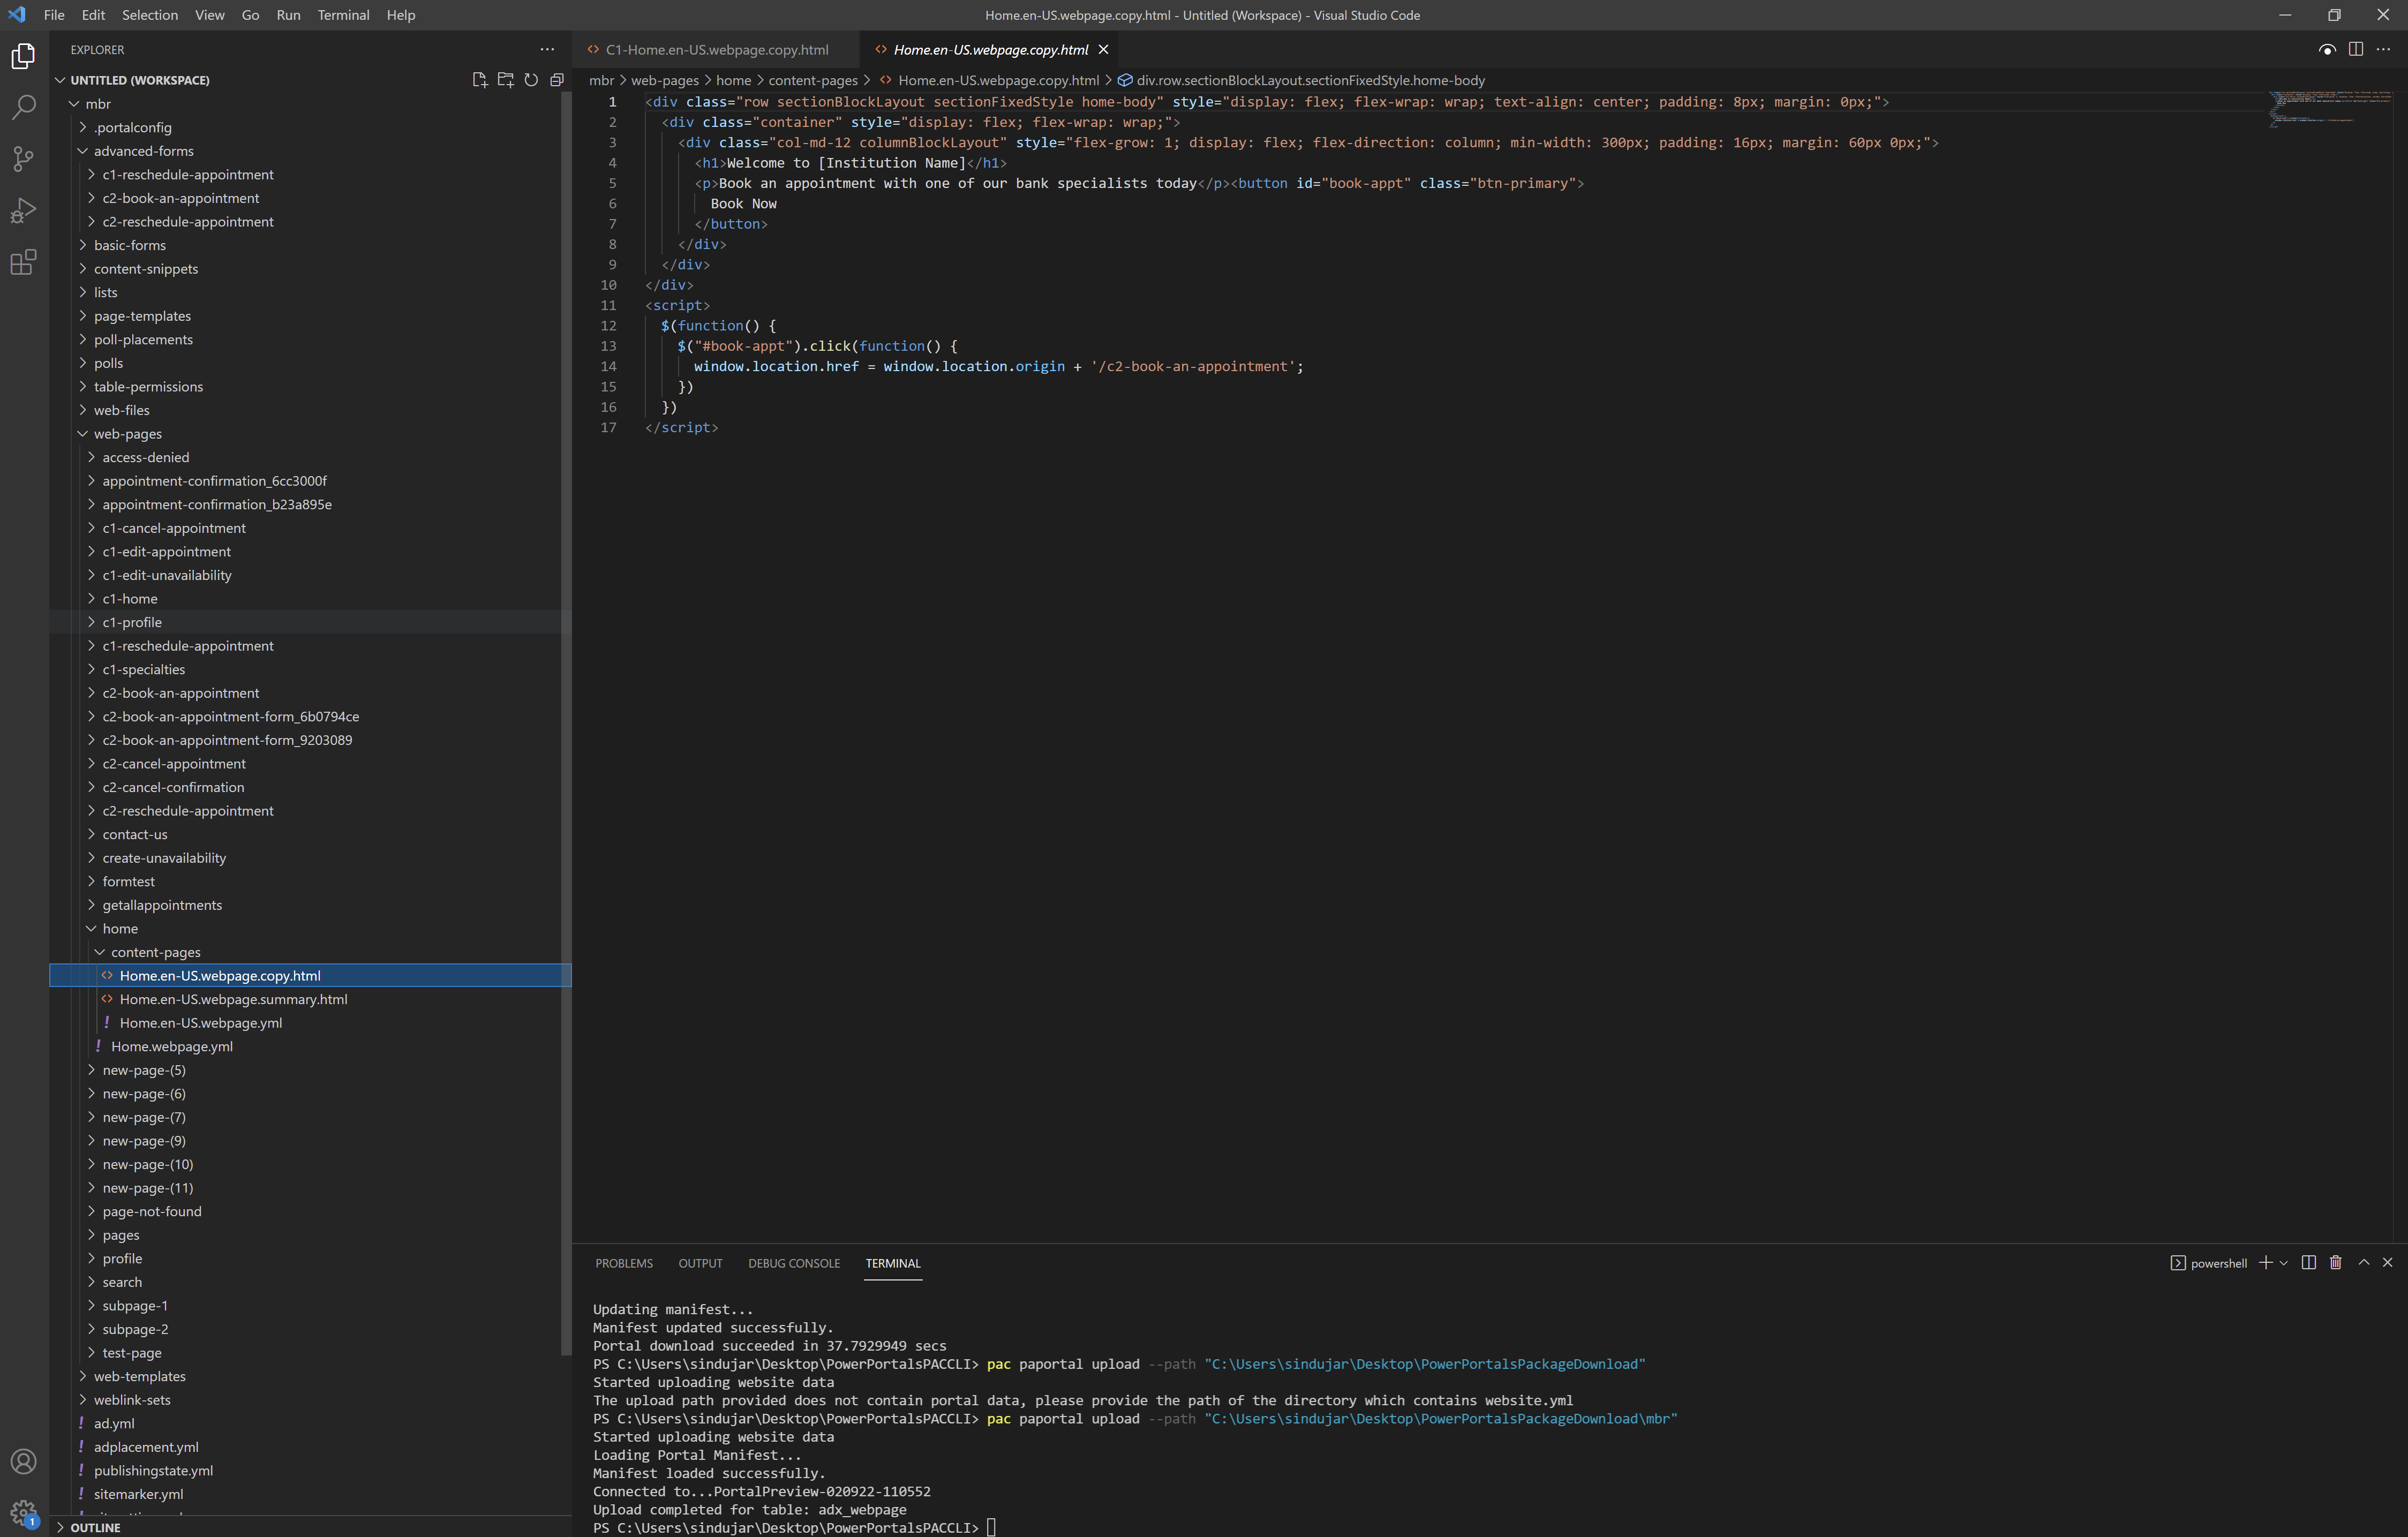 File Edit Selection View Go Run Terminal Help
Home.en-US.webpage.copy.html - Untitled (Workspace) - Visual Studio Code
EXPLORER
UNTITLED (WORKSPACE)
mbr
.portalconfig
advanced-forms
c1-reschedule-appointment
c2-book-an-appointment
c2-reschedule-appointment
basic-forms
content-snippets
lists
page-templates
poll-placements
polls
table-permissions
web-files
web-pages
access-denied
appointment-confirmation_6cc3000f
appointment-confirmation_b23a895e
c1-cancel-appointment
c1-edit-appointment
c1-edit-unavailability
c1-home
c1-profile
c1-reschedule-appointment
c1-specialties
c2-book-an-appointment
c2-book-an-appointment-form_6b0794ce
c2-book-an-appointment-form_9203089
c2-cancel-appointment
c2-cancel-confirmation
c2-reschedule-appointment
contact-us
create-unavailability
formtest
getallappointments
home
content-pages
Home.en-US.webpage.copy.html
Home.en-US.webpage.summary.html
! Home.en-US.webpage.yml
! Home.webpage.yml
new-page-(5)
new-page-(6)
new-page-(7)
new-page-(9)
new-page-(10)
new-page-(11)
page-not-found
pages
profile
search
subpage-1
subpage-2
test-page
web-templates
weblink-sets
! ad.yml
! adplacement.yml
! publishingstate.yml
! sitemarker.yml
OUTLINE
1
C1-Home.en-US.webpage.copy.html
Home.en-US.webpage.copy.html
mbr > web-pages > home > content-pages > Home.en-US.webpage.copy.html > div.row.sectionBlockLayout.sectionFixedStyle.home-body
1 <div class="row sectionBlockLayout sectionFixedStyle home-body" style="display: flex; flex-wrap: wrap; text-align: center; padding: 8px; margin: 0px;">
2 <div class="container" style="display: flex; flex-wrap: wrap;">
3 <div class="col-md-12 columnBlockLayout" style="flex-grow: 1; display: flex; flex-direction: column; min-width: 300px; padding: 16px; margin: 60px 0px;">
4 <h1>Welcome to [Institution Name]</h1>
5 <p>Book an appointment with one of our bank specialists today</p><button id="book-appt" class="btn-primary">
6 Book Now
7 </button>
8 </div>
9 </div>
10 </div>
11 <script>
12 $(function() {
13 $("#book-appt").click(function() {
14 window.location.href = window.location.origin + '/c2-book-an-appointment';
15 })
16 })
17 </script>
PROBLEMS OUTPUT DEBUG CONSOLE TERMINAL
powershell
Updating manifest...
Manifest updated successfully.
Portal download succeeded in 37.7929949 secs
PS C:\Users\sindujar\Desktop\PowerPortalsPACCLI> pac paportal upload --path "C:\Users\sindujar\Desktop\PowerPortalsPackageDownload"
Started uploading website data
The upload path provided does not contain portal data, please provide the path of the directory which contains website.yml
PS C:\Users\sindujar\Desktop\PowerPortalsPACCLI> pac paportal upload --path "C:\Users\sindujar\Desktop\PowerPortalsPackageDownload\mbr"
Started uploading website data
Loading Portal Manifest...
Manifest loaded successfully.
Connected to...PortalPreview-020922-110552
Upload completed for table: adx_webpage
PS C:\Users\sindujar\Desktop\PowerPortalsPACCLI>